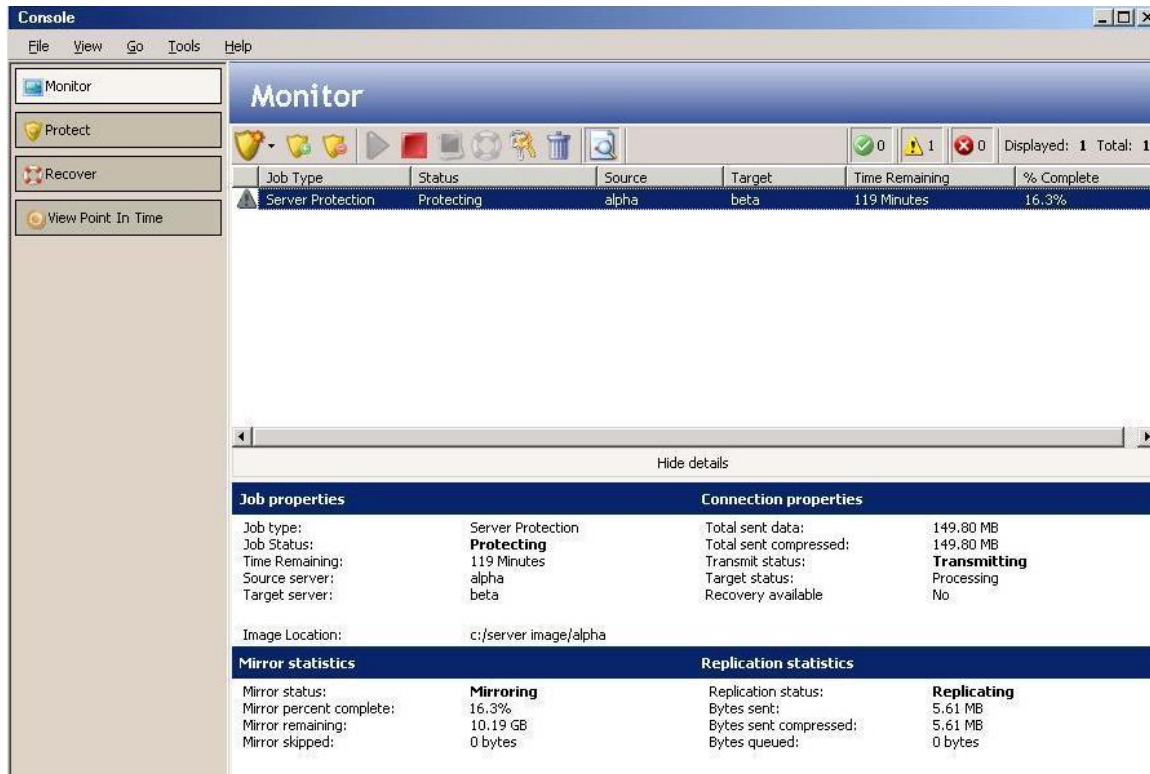 Console
File View Go Tools Help
Monitor
Protect
Recover
View Point In Time
Monitor
0 1 0 Displayed: 1 Total: 1
Job Type Status Source Target Time Remaining % Complete
Server Protection Protecting alpha beta 119 Minutes 16.3%
Hide details
Job properties Connection properties
Job type: Server Protection Total sent data: 149.80 MB
Job Status: Protecting Total sent compressed: 149.80 MB
Time Remaining: 119 Minutes Transmit status: Transmitting
Source server: alpha Target status: Processing
Target server: beta Recovery available No
Image Location: c:/server image/alpha
Mirror statistics Replication statistics
Mirror status: Mirroring Replication status: Replicating
Mirror percent complete: 16.3% Bytes sent: 5.61 MB
Mirror remaining: 10.19 GB Bytes sent compressed: 5.61 MB
Mirror skipped: 0 bytes Bytes queued: 0 bytes